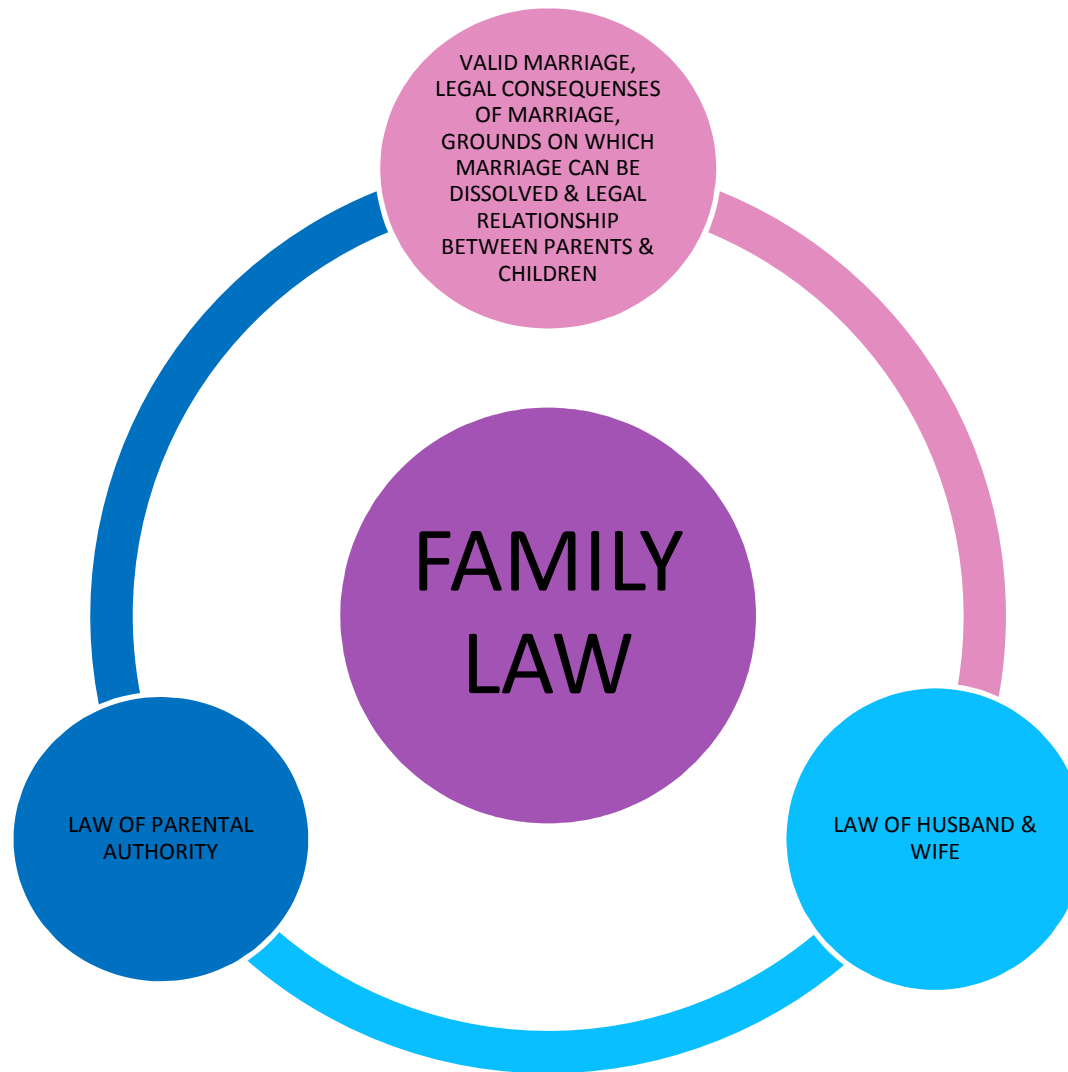 VALID MARRIAGE,
LEGAL CONSEQUENSES
OF MARRIAGE,
GROUNDS ON WHICH
MARRIAGE CAN BE
DISSOLVED & LEGAL
RELATIONSHIP
BETWEEN PARENTS &
CHILDREN
FAMILY
LAW
LAW OF PARENTAL
AUTHORITY
LAW OF HUSBAND &
WIFE